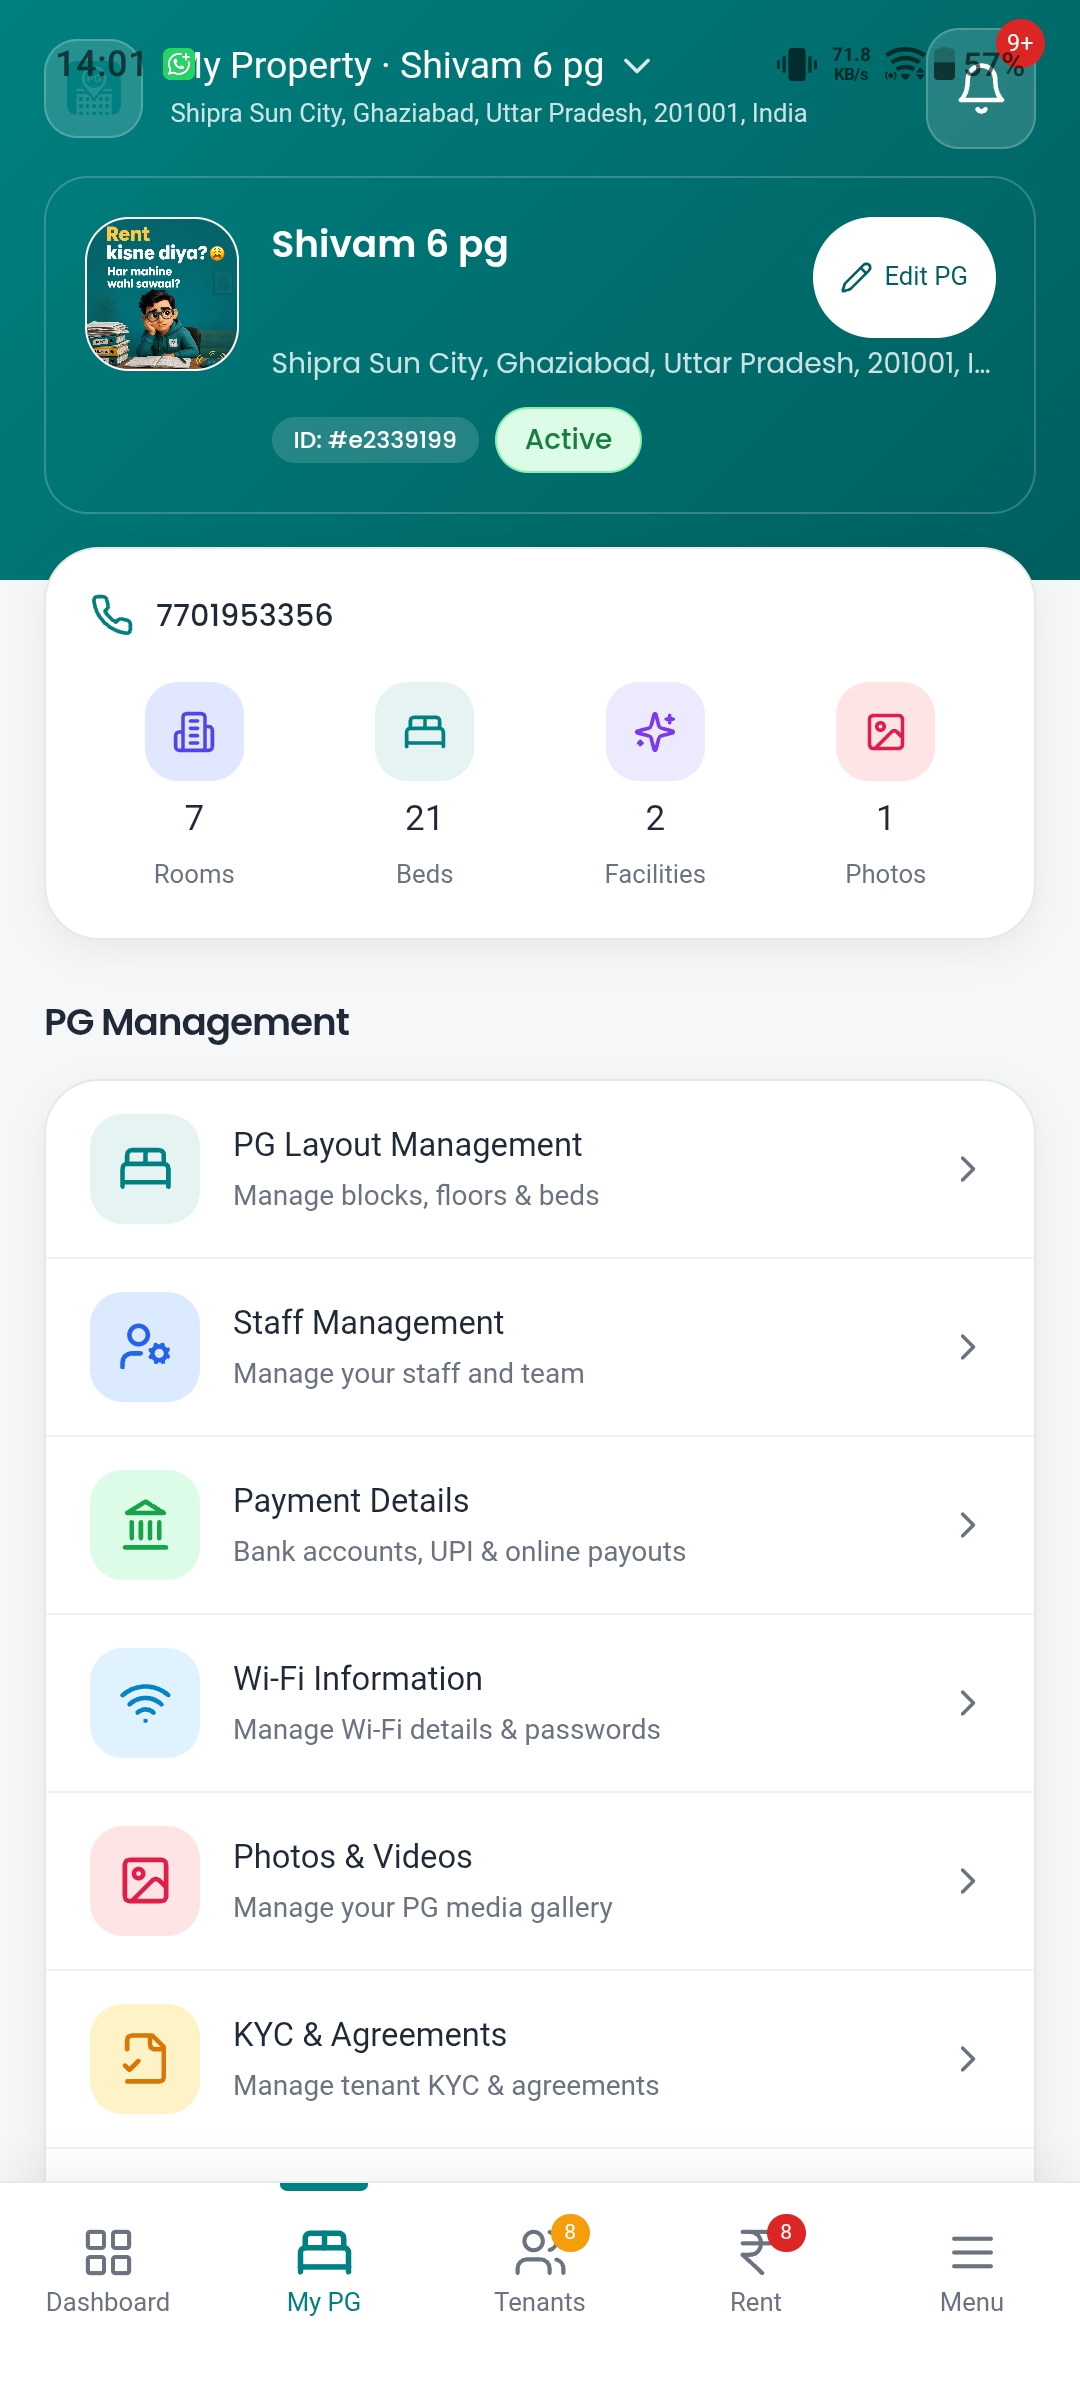 14:01
My Property · Shivam 6 pg
71.8
KB/s
57%
9+
Shipra Sun City, Ghaziabad, Uttar Pradesh, 201001, India
Rent
kisne diya?
Har mahine
wahi sawaal?
Shivam 6 pg
Edit PG
Shipra Sun City, Ghaziabad, Uttar Pradesh, 201001, I...
ID: #e2339199
Active
7701953356
7
21
2
1
Rooms
Beds
Facilities
Photos
PG Management
PG Layout Management
Manage blocks, floors & beds
Staff Management
Manage your staff and team
Payment Details
Bank accounts, UPI & online payouts
Wi-Fi Information
Manage Wi-Fi details & passwords
Photos & Videos
Manage your PG media gallery
KYC & Agreements
Manage tenant KYC & agreements
8
8
Dashboard
My PG
Tenants
Rent
Menu